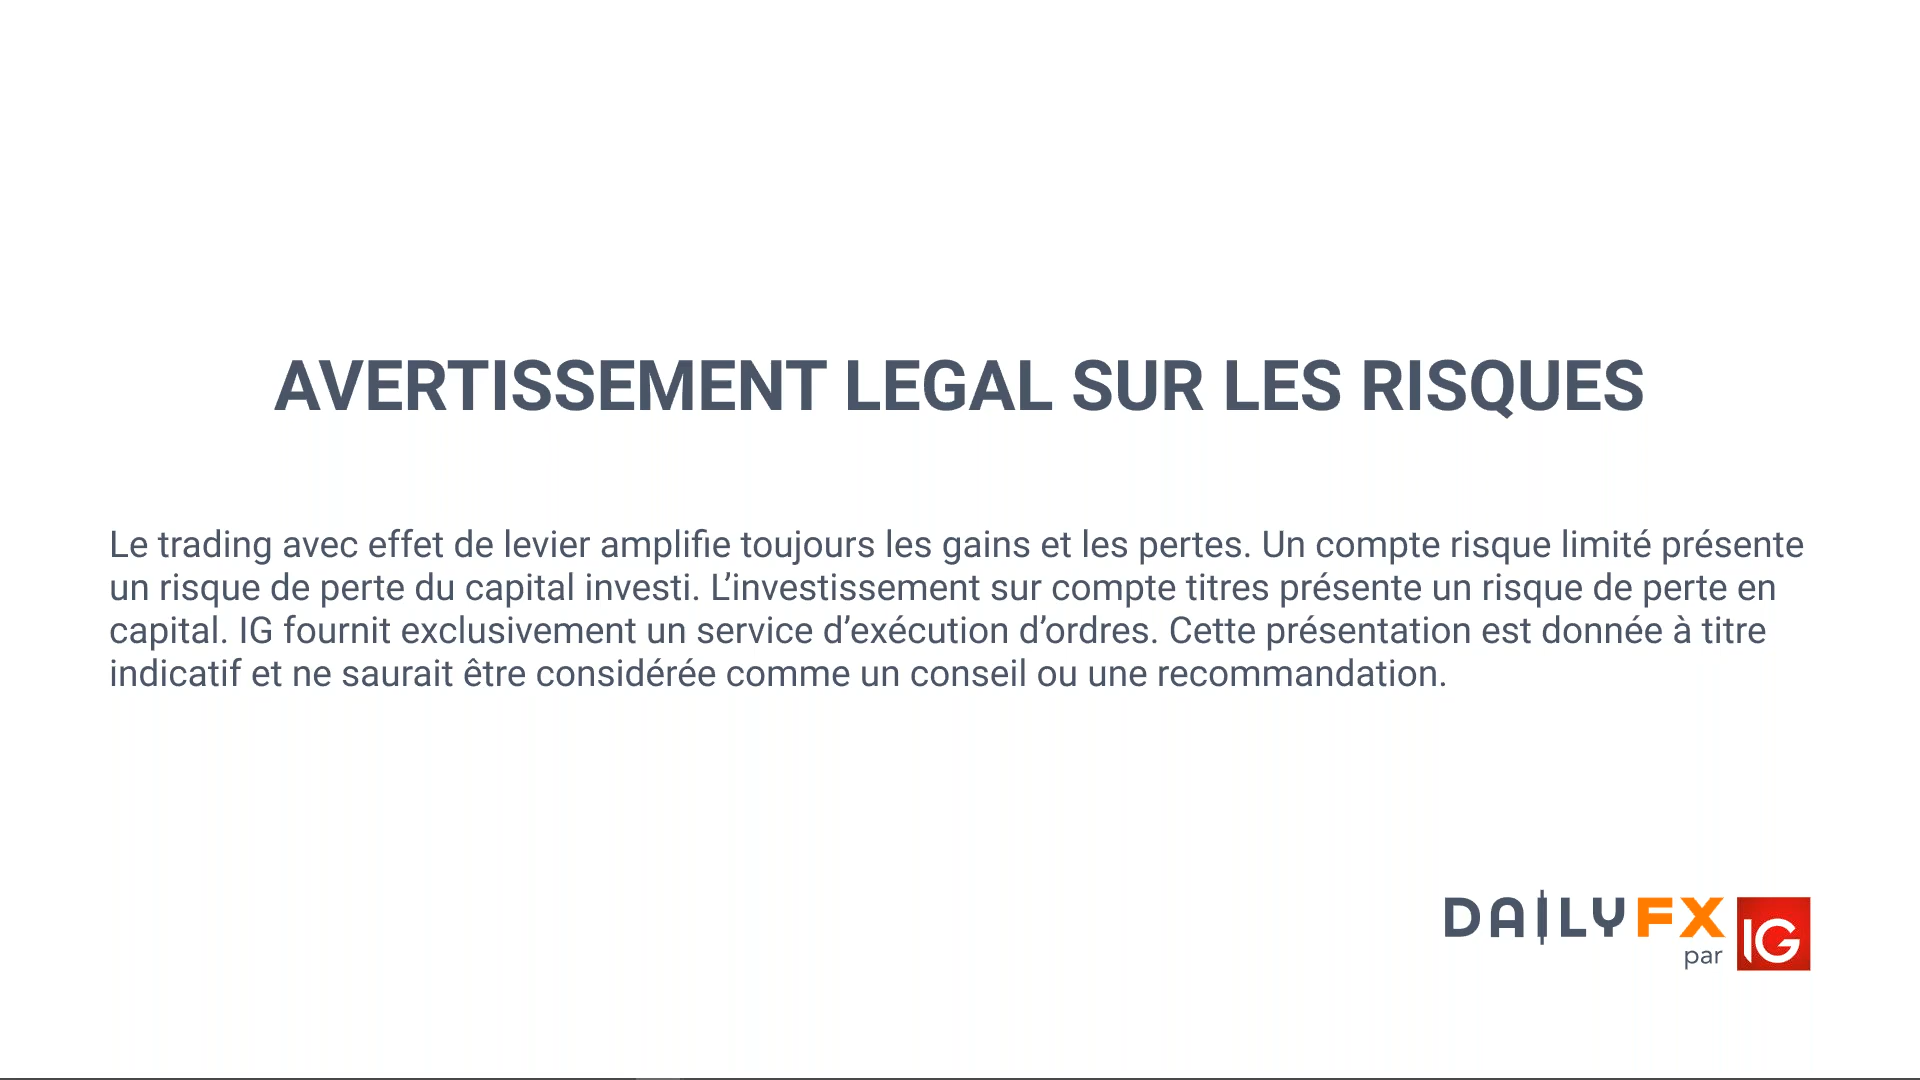 AVERTISSEMENT LEGAL SUR LES RISQUES
Le trading avec effet de levier amplifie toujours les gains et les pertes. Un compte risque limité présente
un risque de perte du capital investi. L’investissement sur compte titres présente un risque de perte en
capital. IG fournit exclusivement un service d’exécution d’ordres. Cette présentation est donnée à titre
indicatif et ne saurait être considérée comme un conseil ou une recommandation.
DAILYFX
par IG